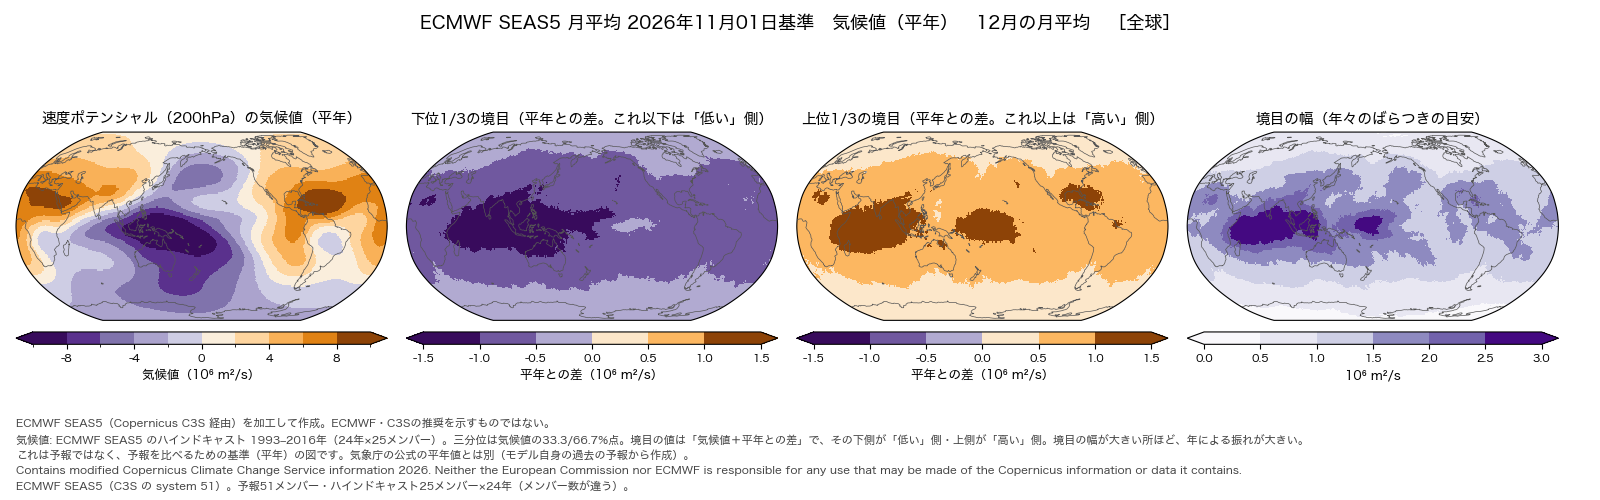 ECMWF SEAS5 月平均 2026年11月01日基準　気候値（平年）　12月の月平均　［全球］
速度ポテンシャル（200hPa）の気候値（平年）
下位1/3の境目（平年との差。これ以下は「低い」側）
上位1/3の境目（平年との差。これ以上は「高い」側）
境目の幅（年々のばらつきの目安）
-8 -4 0 4 8
-1.5 -1.0 -0.5 0.0 0.5 1.0 1.5
-1.5 -1.0 -0.5 0.0 0.5 1.0 1.5
0.0 0.5 1.0 1.5 2.0 2.5 3.0
気候値（10⁶ m²/s）
平年との差（10⁶ m²/s）
平年との差（10⁶ m²/s）
10⁶ m²/s
ECMWF SEAS5（Copernicus C3S 経由）を加工して作成。ECMWF・C3Sの推奨を示すものではない。
気候値: ECMWF SEAS5 のハインドキャスト 1993–2016年（24年×25メンバー）。三分位は気候値の33.3/66.7%点。境目の値は「気候値＋平年との差」で、その下側が「低い」側・上側が「高い」側。境目の幅が大きい所ほど、年による振れが大きい。
これは予報ではなく、予報を比べるための基準（平年）の図です。気象庁の公式の平年値とは別（モデル自身の過去の予報から作成）。
Contains modified Copernicus Climate Change Service information 2026. Neither the European Commission nor ECMWF is responsible for any use that may be made of the Copernicus information or data it contains.
ECMWF SEAS5（C3S の system 51）。予報51メンバー・ハインドキャスト25メンバー×24年（メンバー数が違う）。